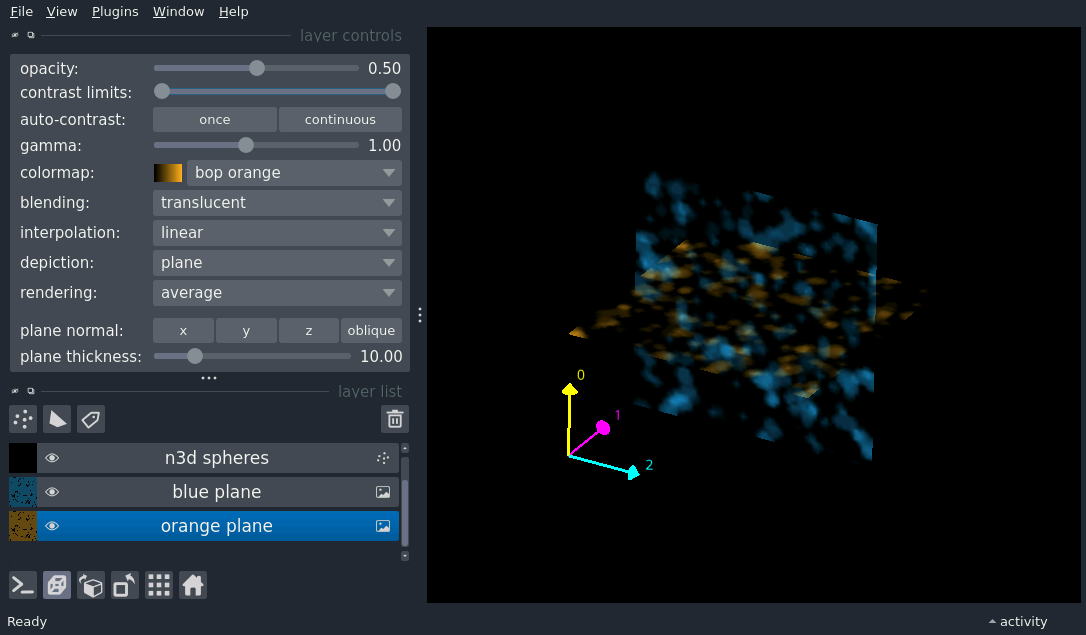 File View Plugins Window Help
layer controls
opacity: 0.50
contrast limits:
auto-contrast: once continuous
gamma: 1.00
colormap: bop orange
blending: translucent
interpolation: linear
depiction: plane
rendering: average
plane normal: x y z oblique
plane thickness: 10.00
layer list
n3d spheres
blue plane
orange plane
0
1
2
Ready
activity